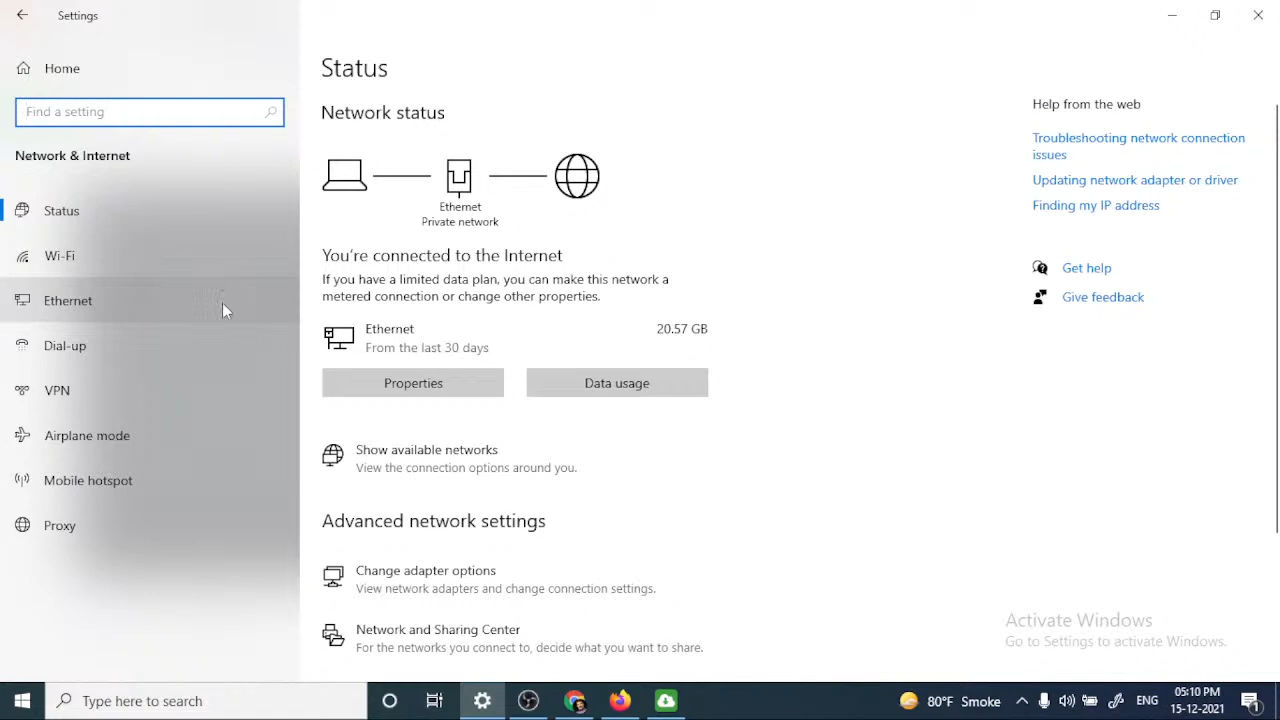 Settings
Home
Find a setting
Network & Internet
Status
Wi-Fi
Ethernet
Dial-up
VPN
Airplane mode
Mobile hotspot
Proxy
Status
Network status
Ethernet
Private network
You're connected to the Internet
If you have a limited data plan, you can make this network a
metered connection or change other properties.
Ethernet 20.57 GB
From the last 30 days
Properties Data usage
Show available networks
View the connection options around you.
Advanced network settings
Change adapter options
View network adapters and change connection settings.
Network and Sharing Center
For the networks you connect to, decide what you want to share.
Help from the web
Troubleshooting network connection
issues
Updating network adapter or driver
Finding my IP address
Get help
Give feedback
Activate Windows
Go to Settings to activate Windows.
Type here to search
80°F Smoke
ENG
05:10 PM
15-12-2021
1